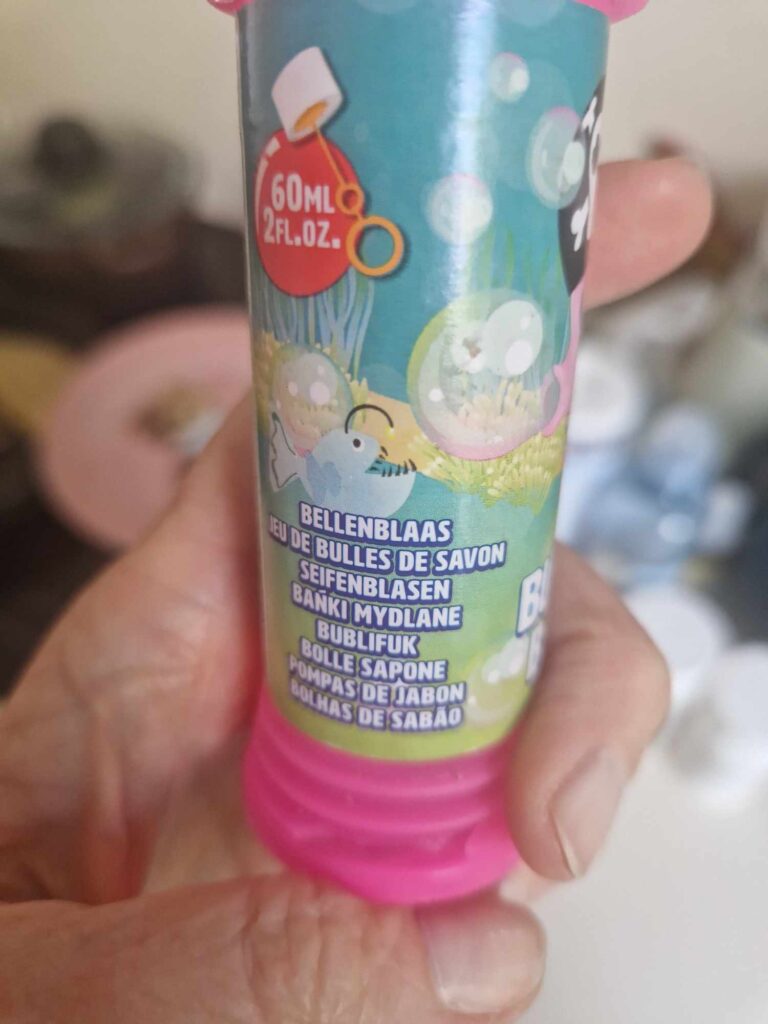 60ML
2FL.OZ.
BELLENBLAAS
JEU DE BULLES DE SAVON
SEIFENBLASEN
BAŃKI MYDLANE
BUBLIFUK
BOLLE SAPONE
POMPAS DE JABON
BOLHAS DE SABÃO